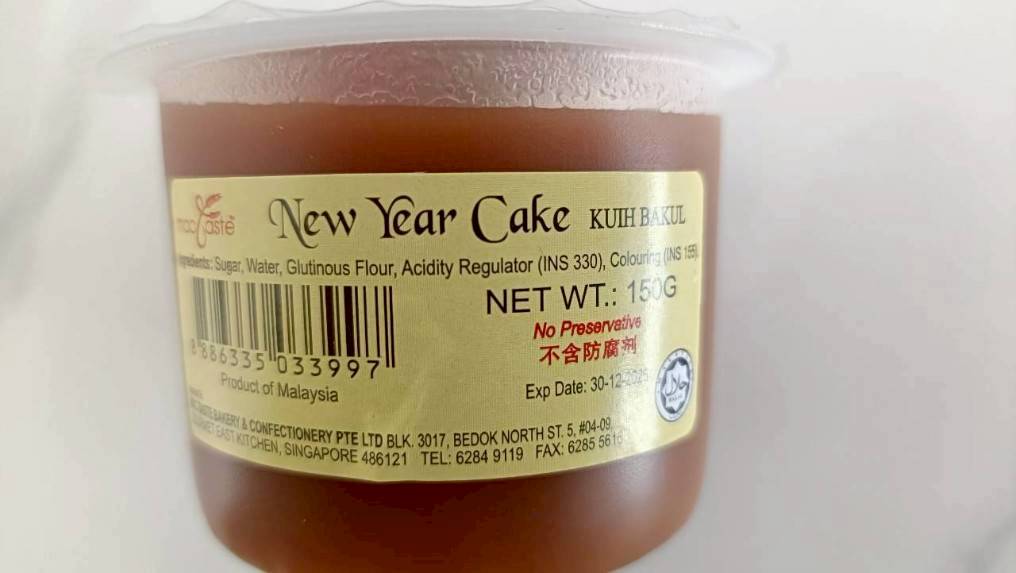 macTaste™
New Year Cake KUIH BAKUL
Ingredients: Sugar, Water, Glutinous Flour, Acidity Regulator (INS 330), Colouring (INS 155)
NET WT.: 150G
No Preservative
不含防腐剂
8 886335 033997
Product of Malaysia
Exp Date: 30-12-2025
BAKERY & CONFECTIONERY PTE LTD BLK. 3017, BEDOK NORTH ST. 5, #04-09,
EAST KITCHEN, SINGAPORE 486121 TEL: 6284 9119 FAX: 6285